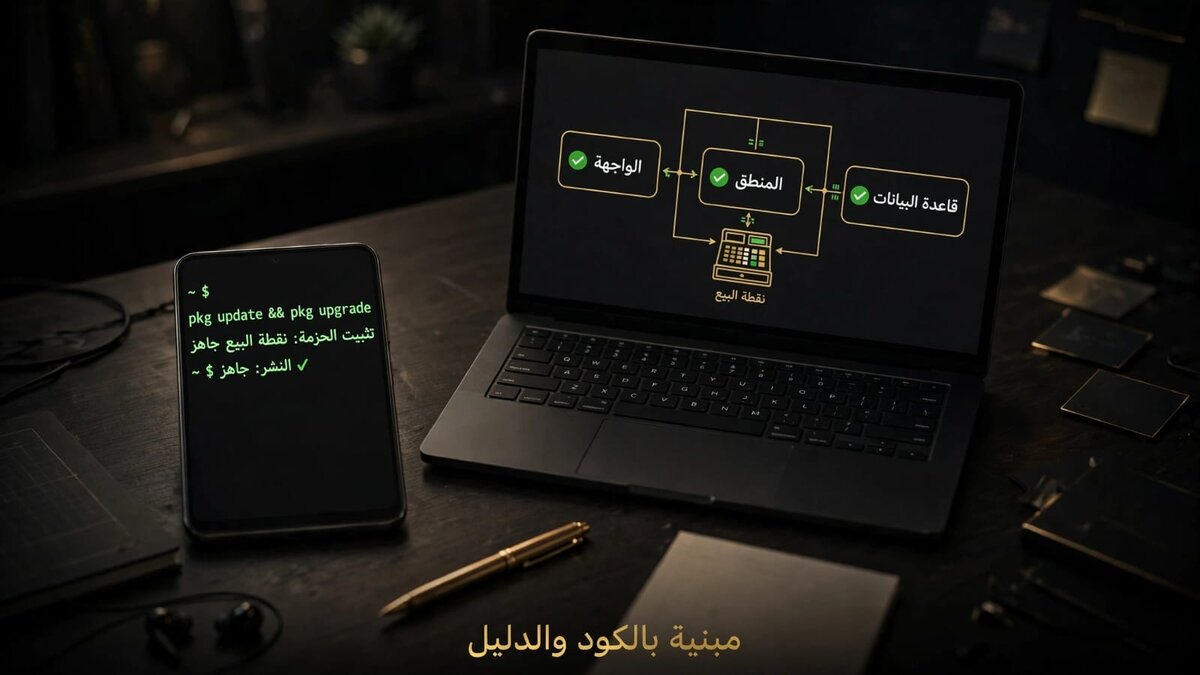 ~ $
pkg update && pkg upgrade
تثبيت الحزمة: نقطة البيع جاهز
~ $ النشر: جاهز ✓
الواجهة
المنطق
قاعدة البيانات
نقطة البيع
مبنية بالكود والدليل